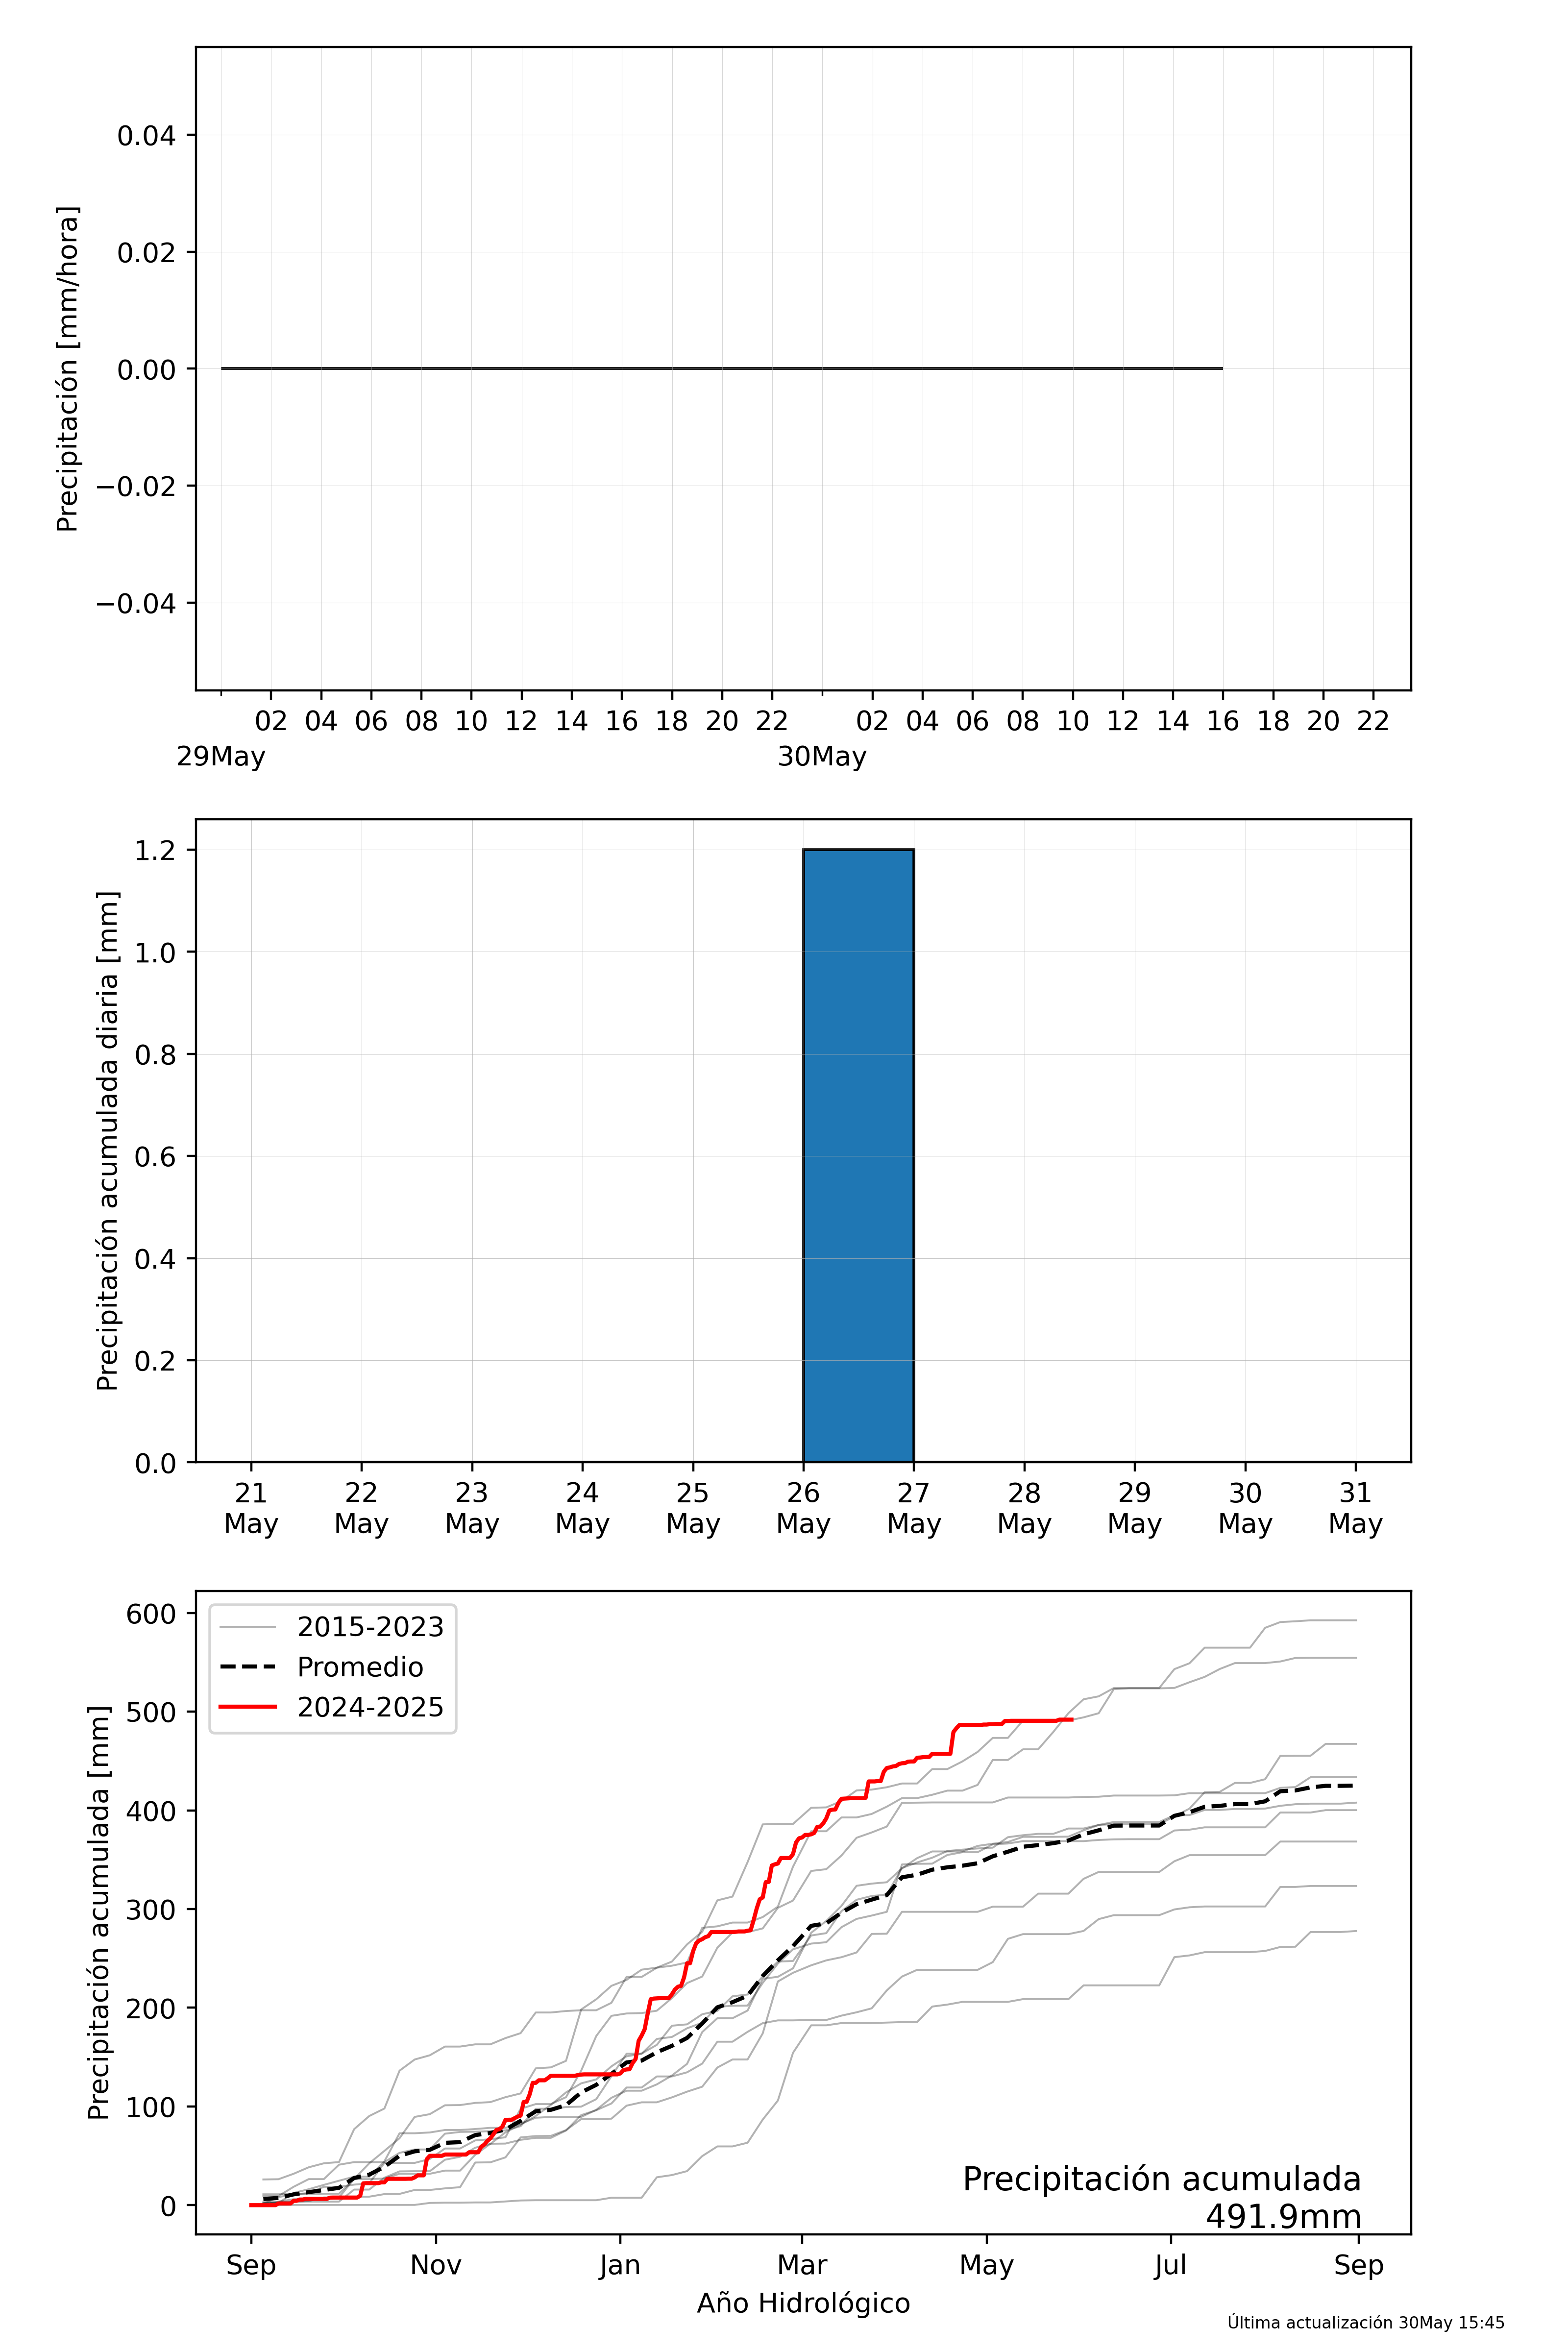 0.04
0.02
0.00
−0.02
−0.04
Precipitación [mm/hora]
02 04 06 08 10 12 14 16 18 20 22 02 04 06 08 10 12 14 16 18 20 22
29May 30May
1.2
1.0
0.8
0.6
0.4
0.2
0.0
Precipitación acumulada diaria [mm]
21 22 23 24 25 26 27 28 29 30 31
May May May May May May May May May May May
600
500
400
300
200
100
0
Precipitación acumulada [mm]
2015-2023
Promedio
2024-2025
Precipitación acumulada
491.9mm
Sep Nov Jan Mar May Jul Sep
Año Hidrológico
Última actualización 30May 15:45